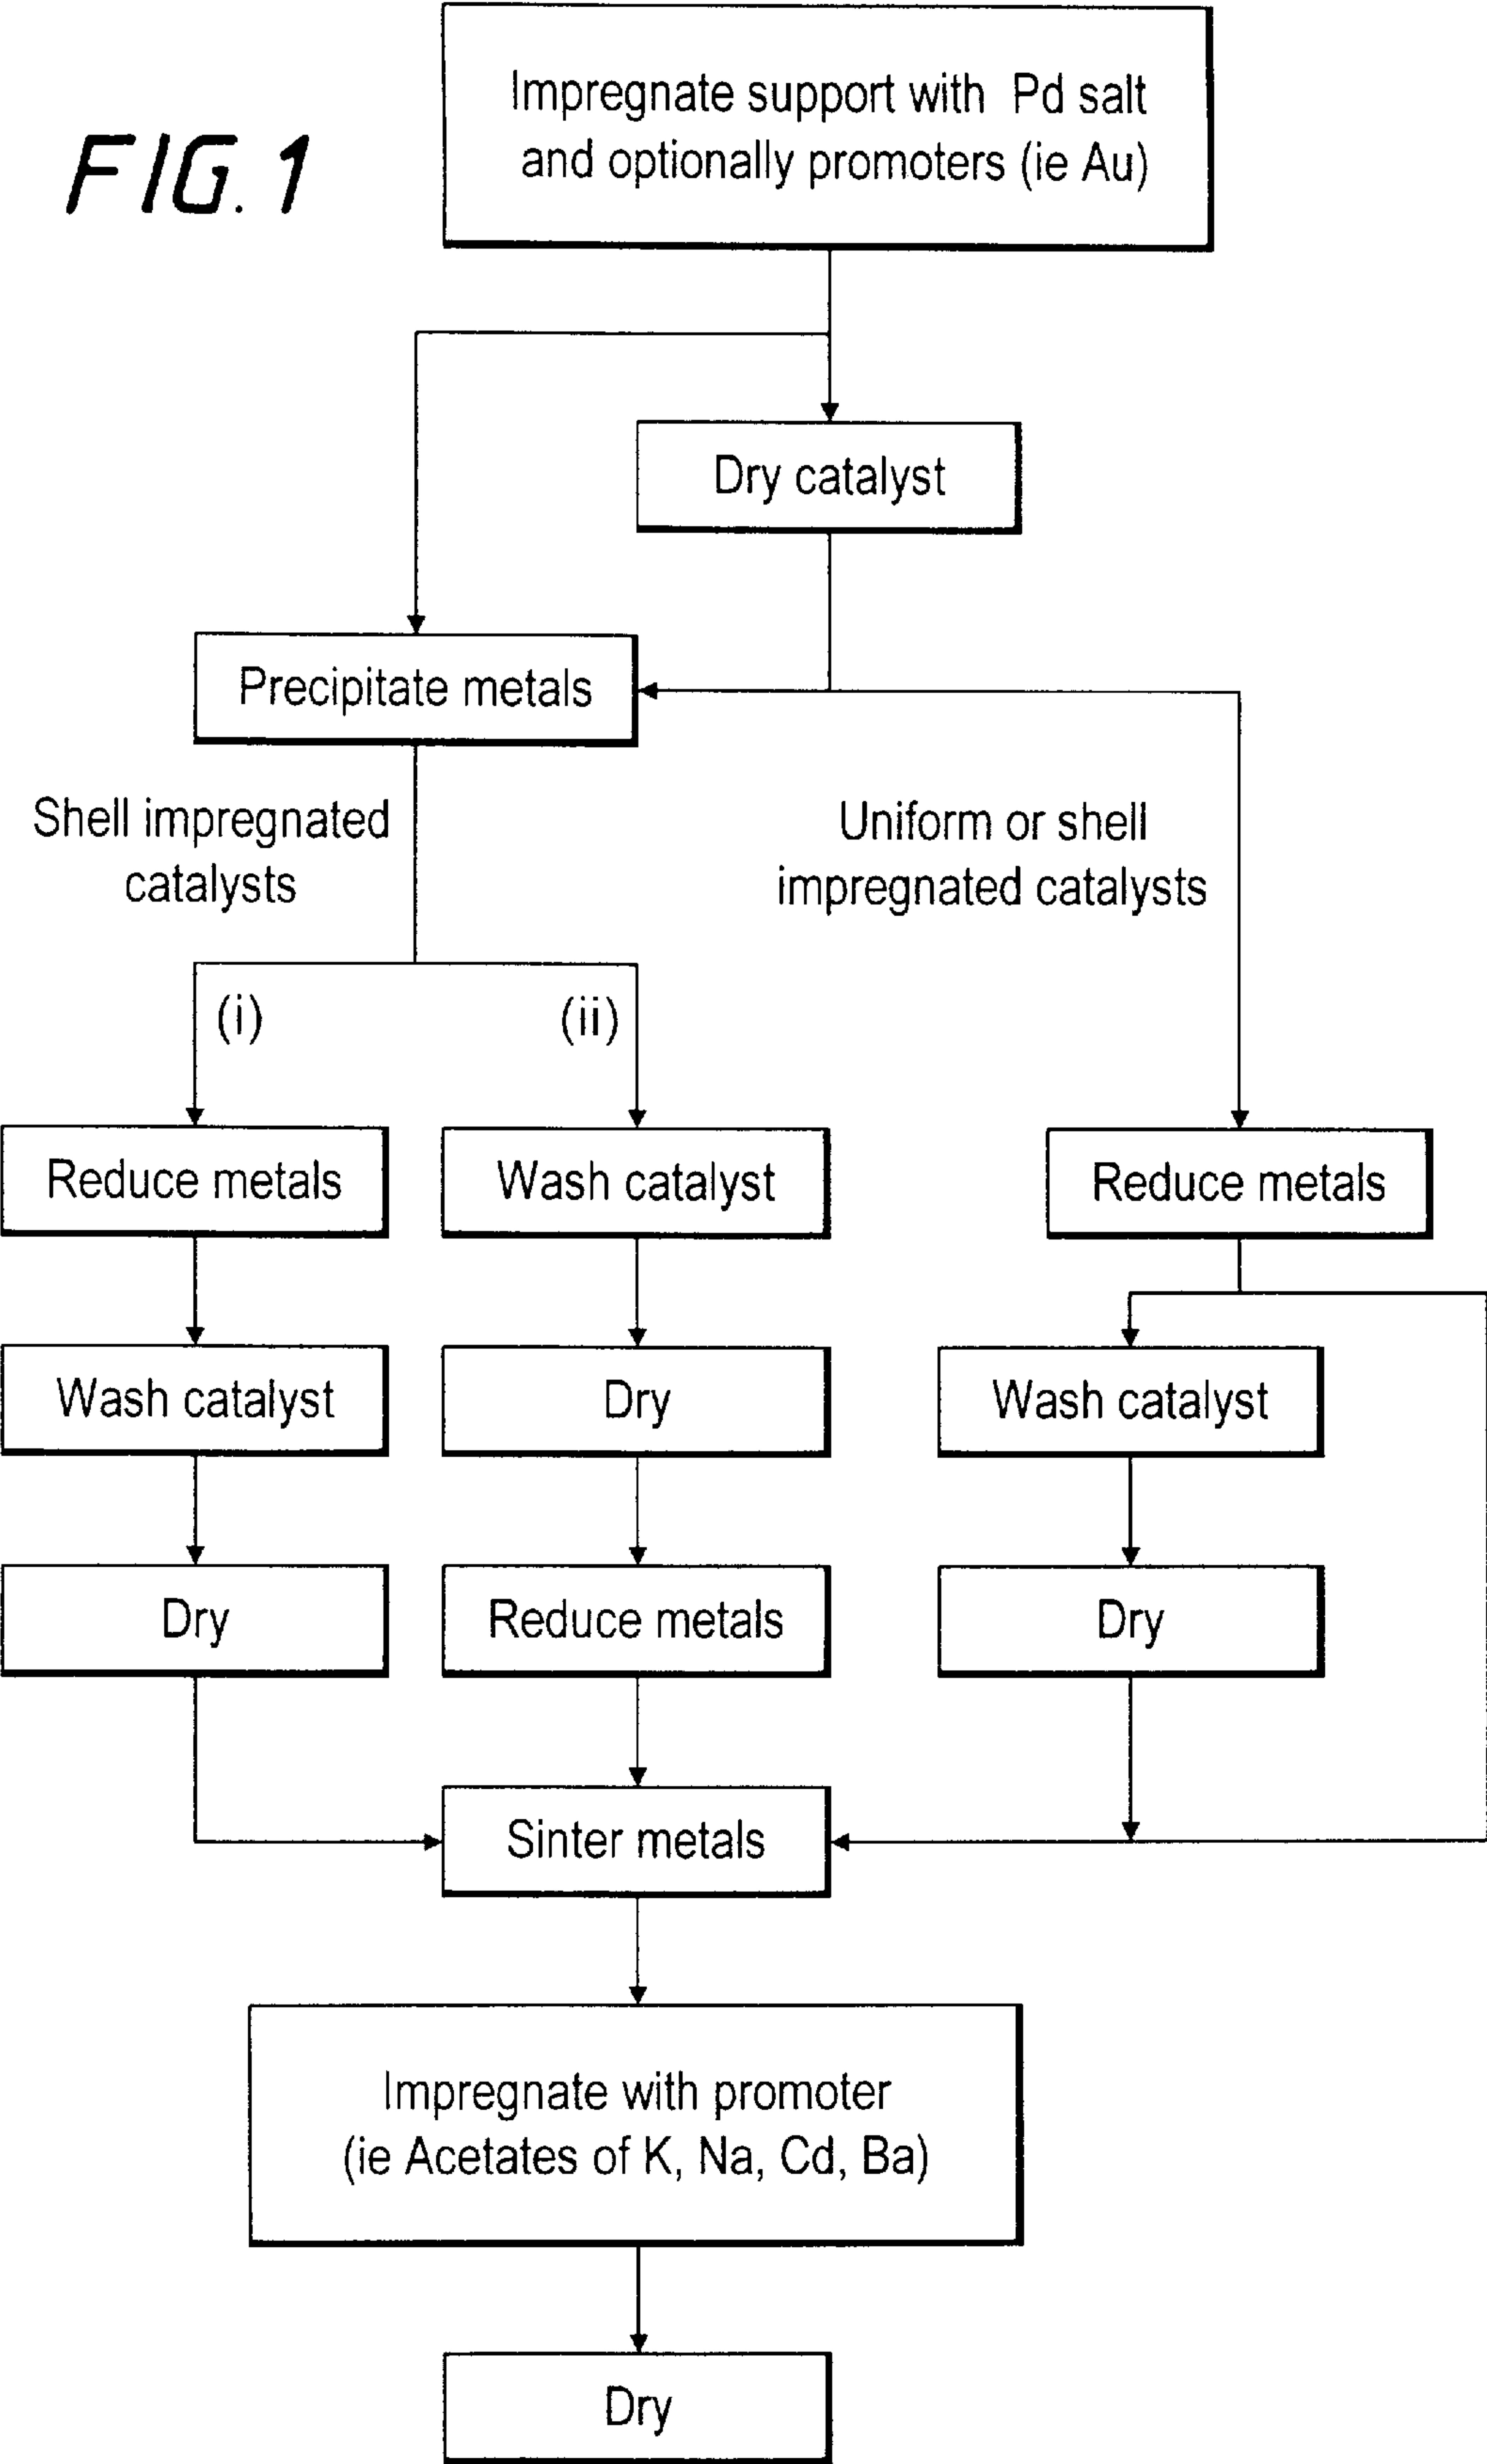 FIG. 1
Impregnate support with Pd salt
and optionally promoters (ie Au)
Dry catalyst
Precipitate metals
Shell impregnated
catalysts
Uniform or shell
impregnated catalysts
(i)
(ii)
Reduce metals
Wash catalyst
Reduce metals
Wash catalyst
Dry
Wash catalyst
Dry
Reduce metals
Dry
Sinter metals
Impregnate with promoter
(ie Acetates of K, Na, Cd, Ba)
Dry